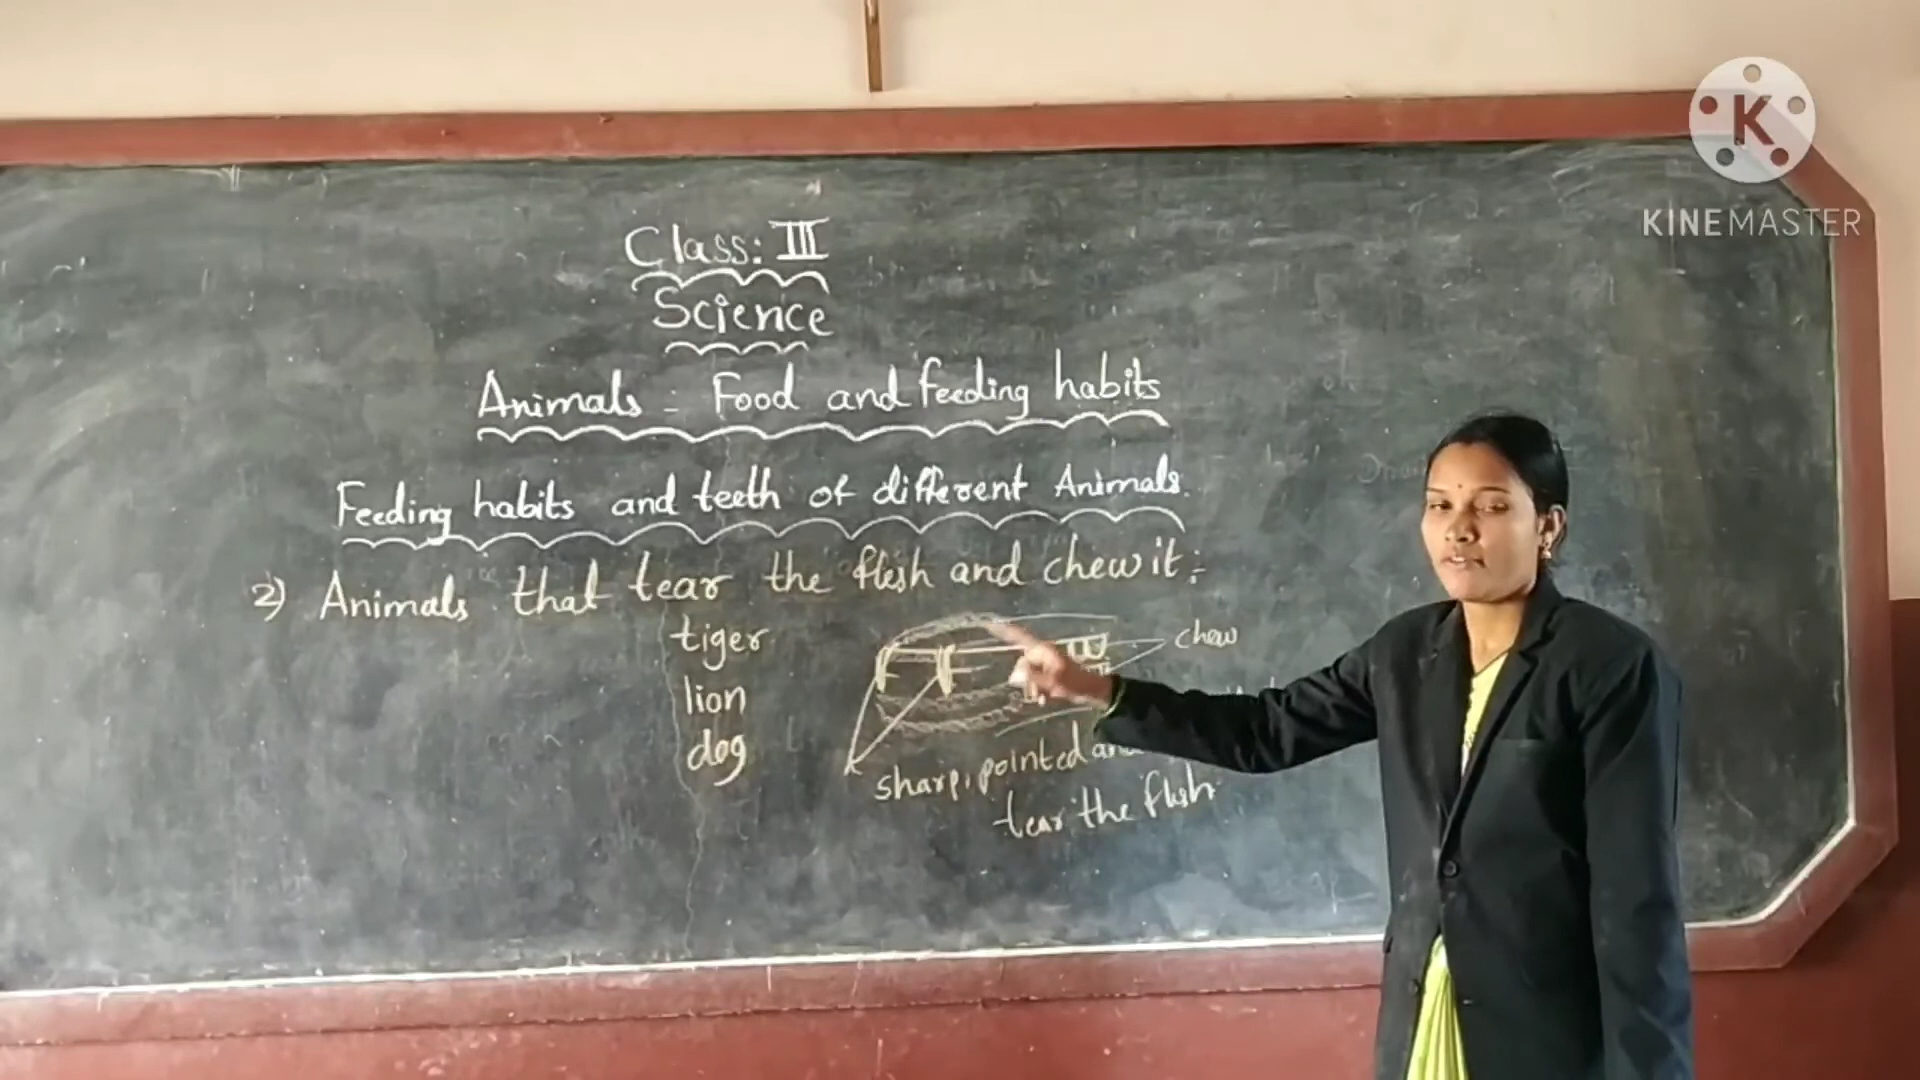 KINEMASTER
Class: III
Science
Animals - Food and feeding habits
Feeding habits and teeth of different Animals.
2) Animals that tear the flesh and chew it:-
tiger
lion
dog
chew
sharp, pointed and
tear the flesh